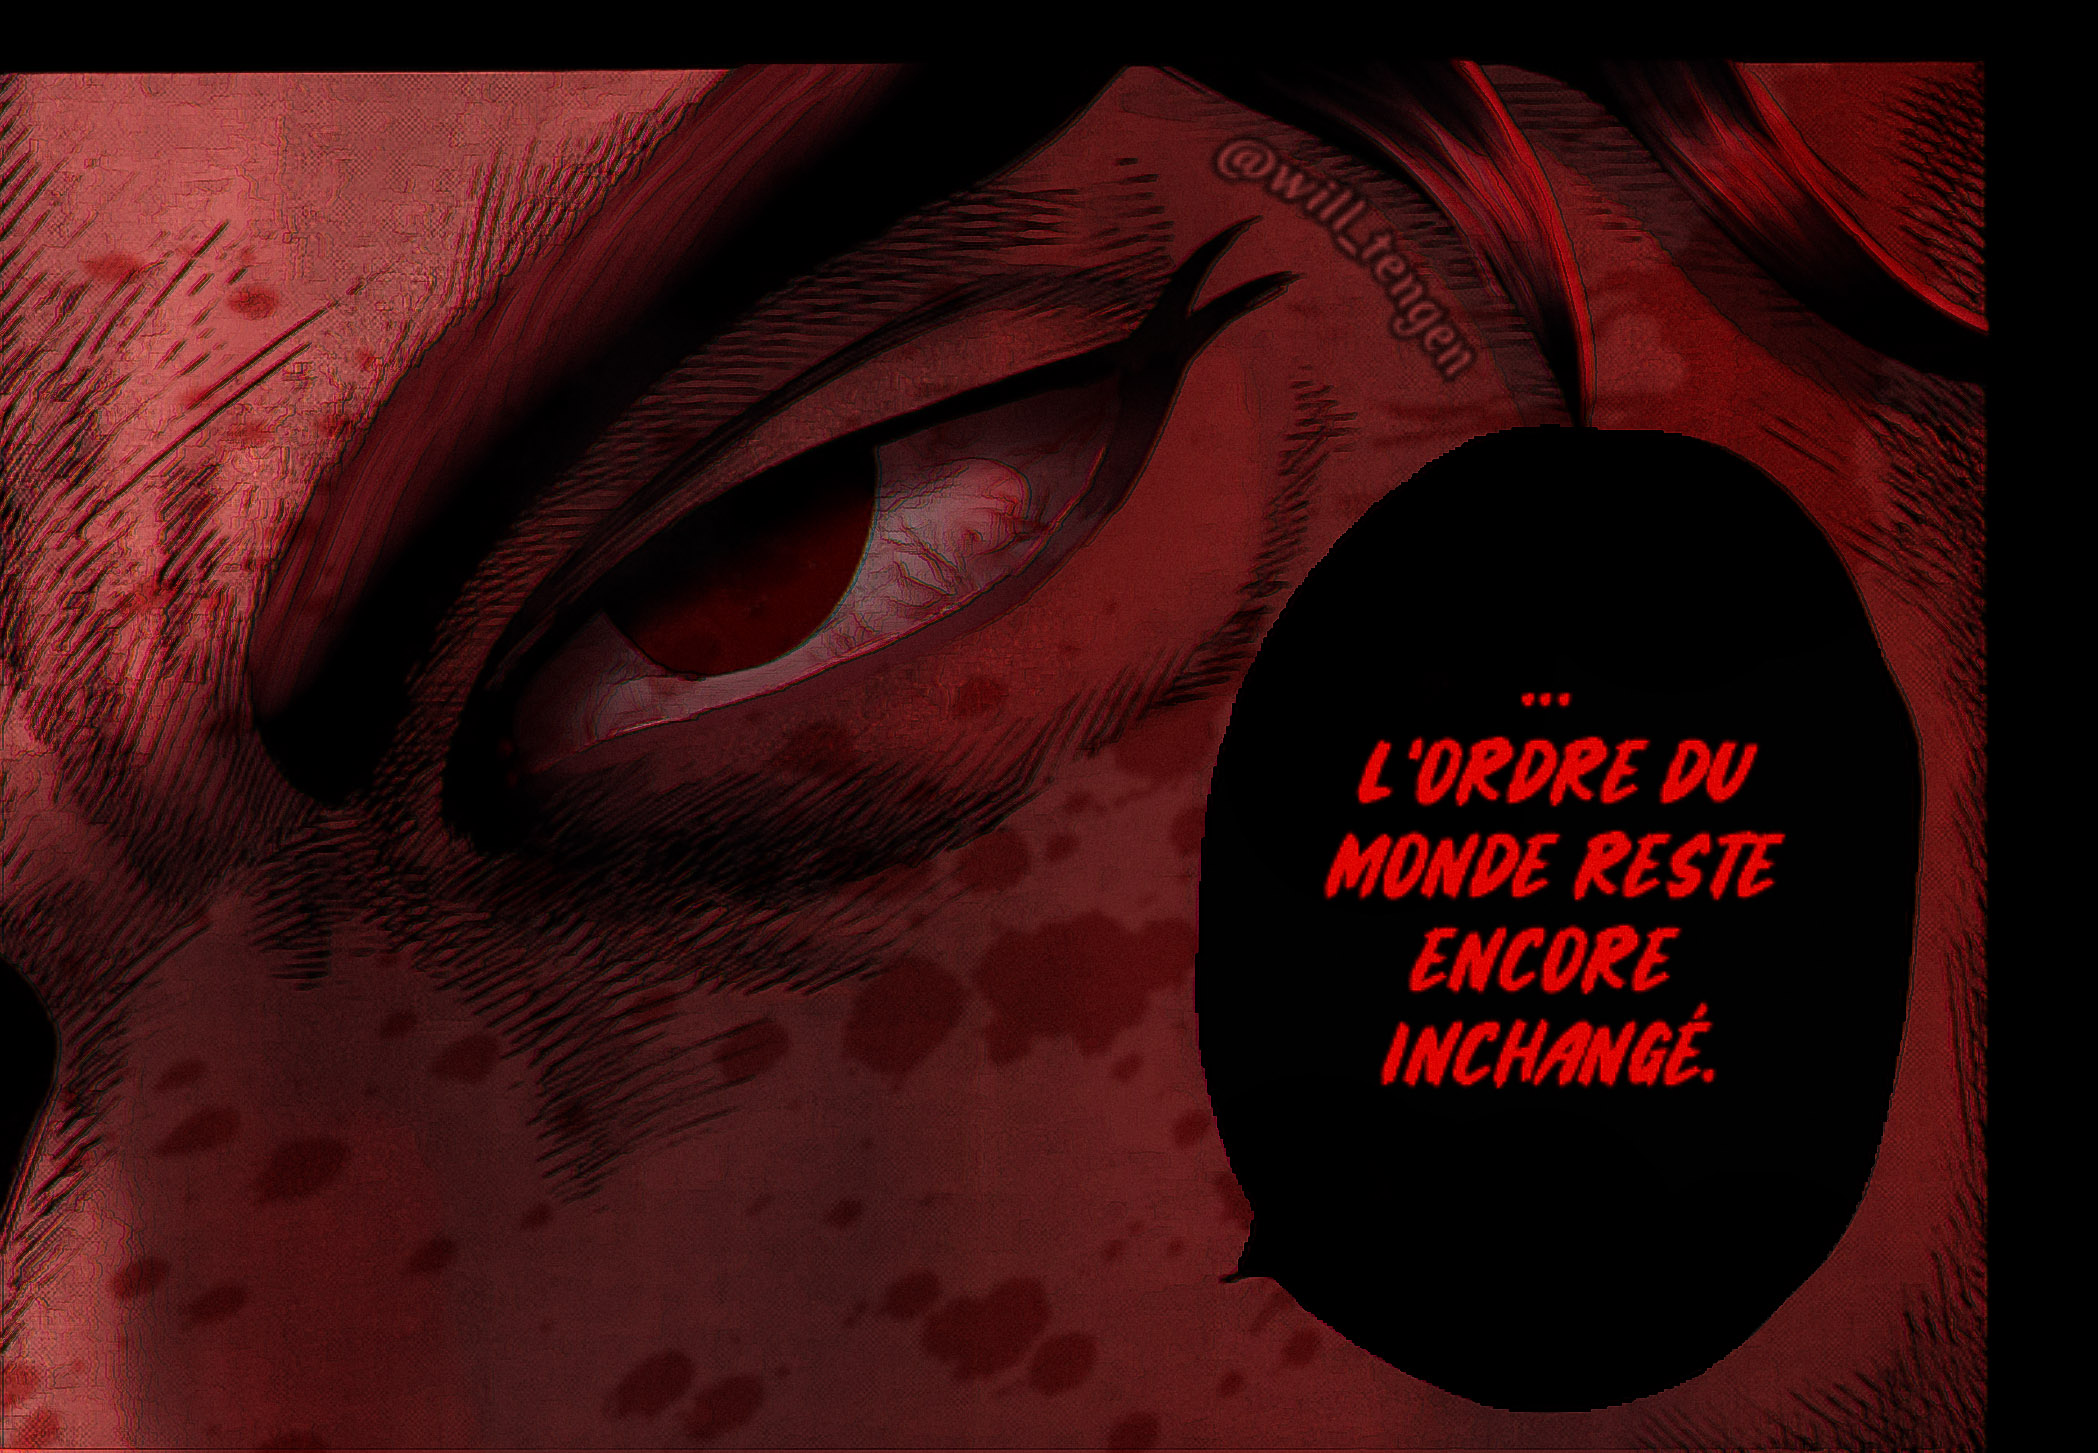 @will_tengen
...
L'ORDRE DU
MONDE RESTE
ENCORE
INCHANGÉ.